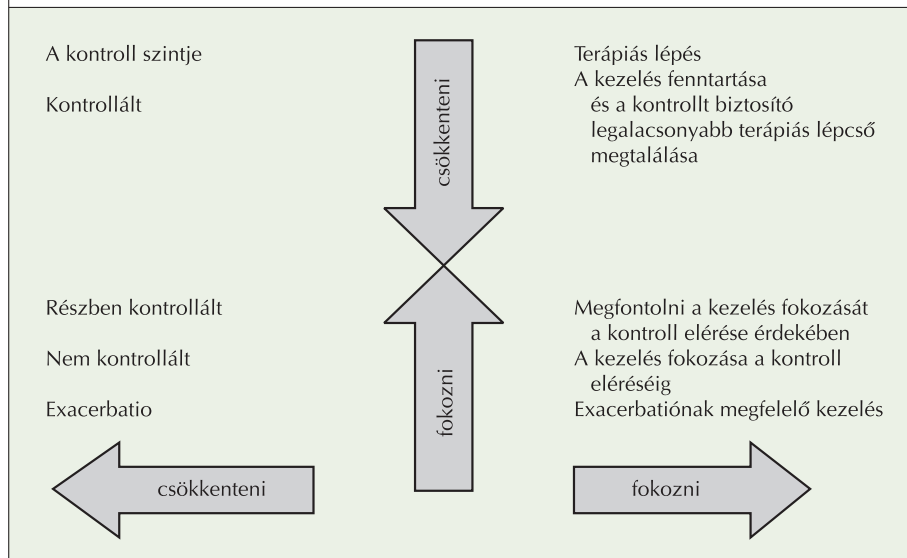 A kontroll szintje
Kontrollált
csökkenteni
Terápiás lépés
A kezelés fenntartása
és a kontrollt biztosító
legalacsonyabb terápiás lépcső
megtalálása
Részben kontrollált
Nem kontrollált
Exacerbatio
fokozni
Megfontolni a kezelés fokozását
a kontroll elérése érdekében
A kezelés fokozása a kontroll
eléréséig
Exacerbatiónak megfelelő kezelés
csökkenteni
fokozni